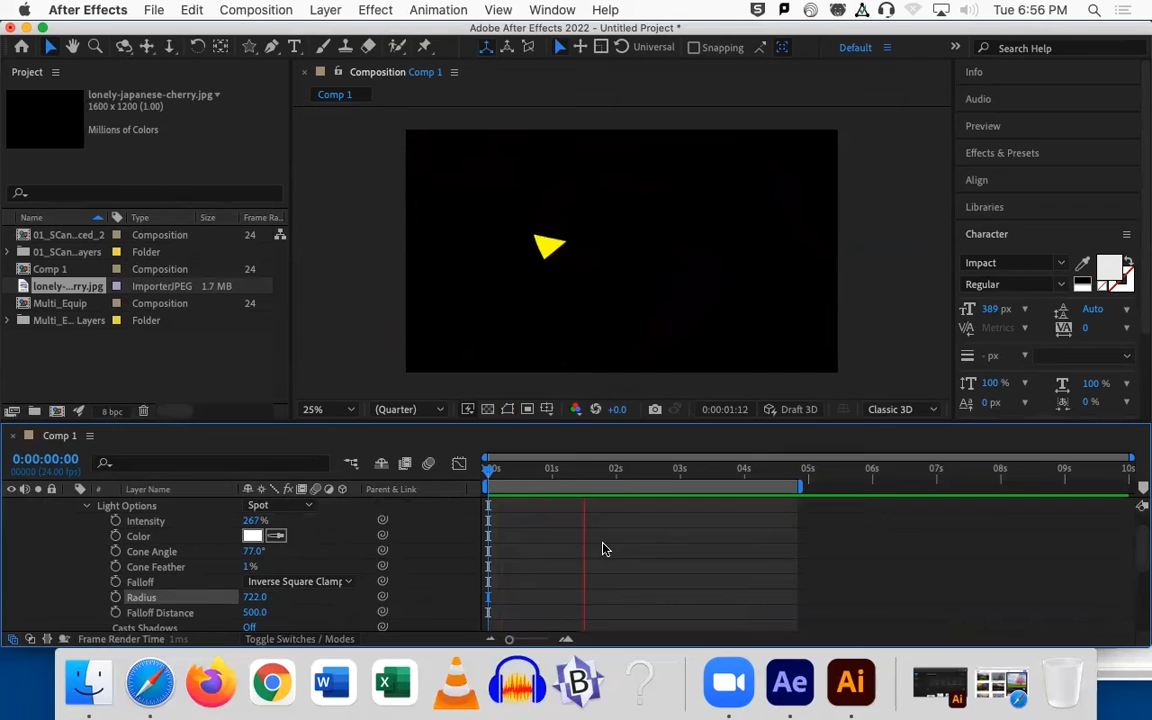 After Effects File Edit Composition Layer Effect Animation View Window Help Tue 6:56 PM
Adobe After Effects 2022 - Untitled Project *
Universal Snapping Default Search Help
Project
Composition Comp 1
Info
lonely-japanese-cherry.jpg
1600 x 1200 (1.00)
Comp 1
Audio
Millions of Colors
Preview
Effects & Presets
Align
Libraries
Name Type Size Frame Ra..
01_SCan...ced_2 Composition 24
01_SCan...ayers Folder
Character
Comp 1 Composition 24
Impact
lonely-...rry.jpg ImporterJPEG 1.7 MB
Regular
Multi_Equip Composition 24
389 px Auto
Multi_E... Layers Folder
Metrics 0
- px
100 % 100 %
0 px 0 %
8 bpc
25% (Quarter) +0.0 0:00:01:12 Draft 3D Classic 3D
Comp 1
0:00:00:00
00000 (24.00 fps)
:00s 01s 02s 03s 04s 05s 06s 07s 08s 09s 10s
# Layer Name Parent & Link
Light Options Spot
Intensity 267%
Color
Cone Angle 77.0°
Cone Feather 1%
Falloff Inverse Square Clamp
Radius 722.0
Falloff Distance 500.0
Casts Shadows Off
Frame Render Time 1ms Toggle Switches / Modes
W X B ? Ae Ai